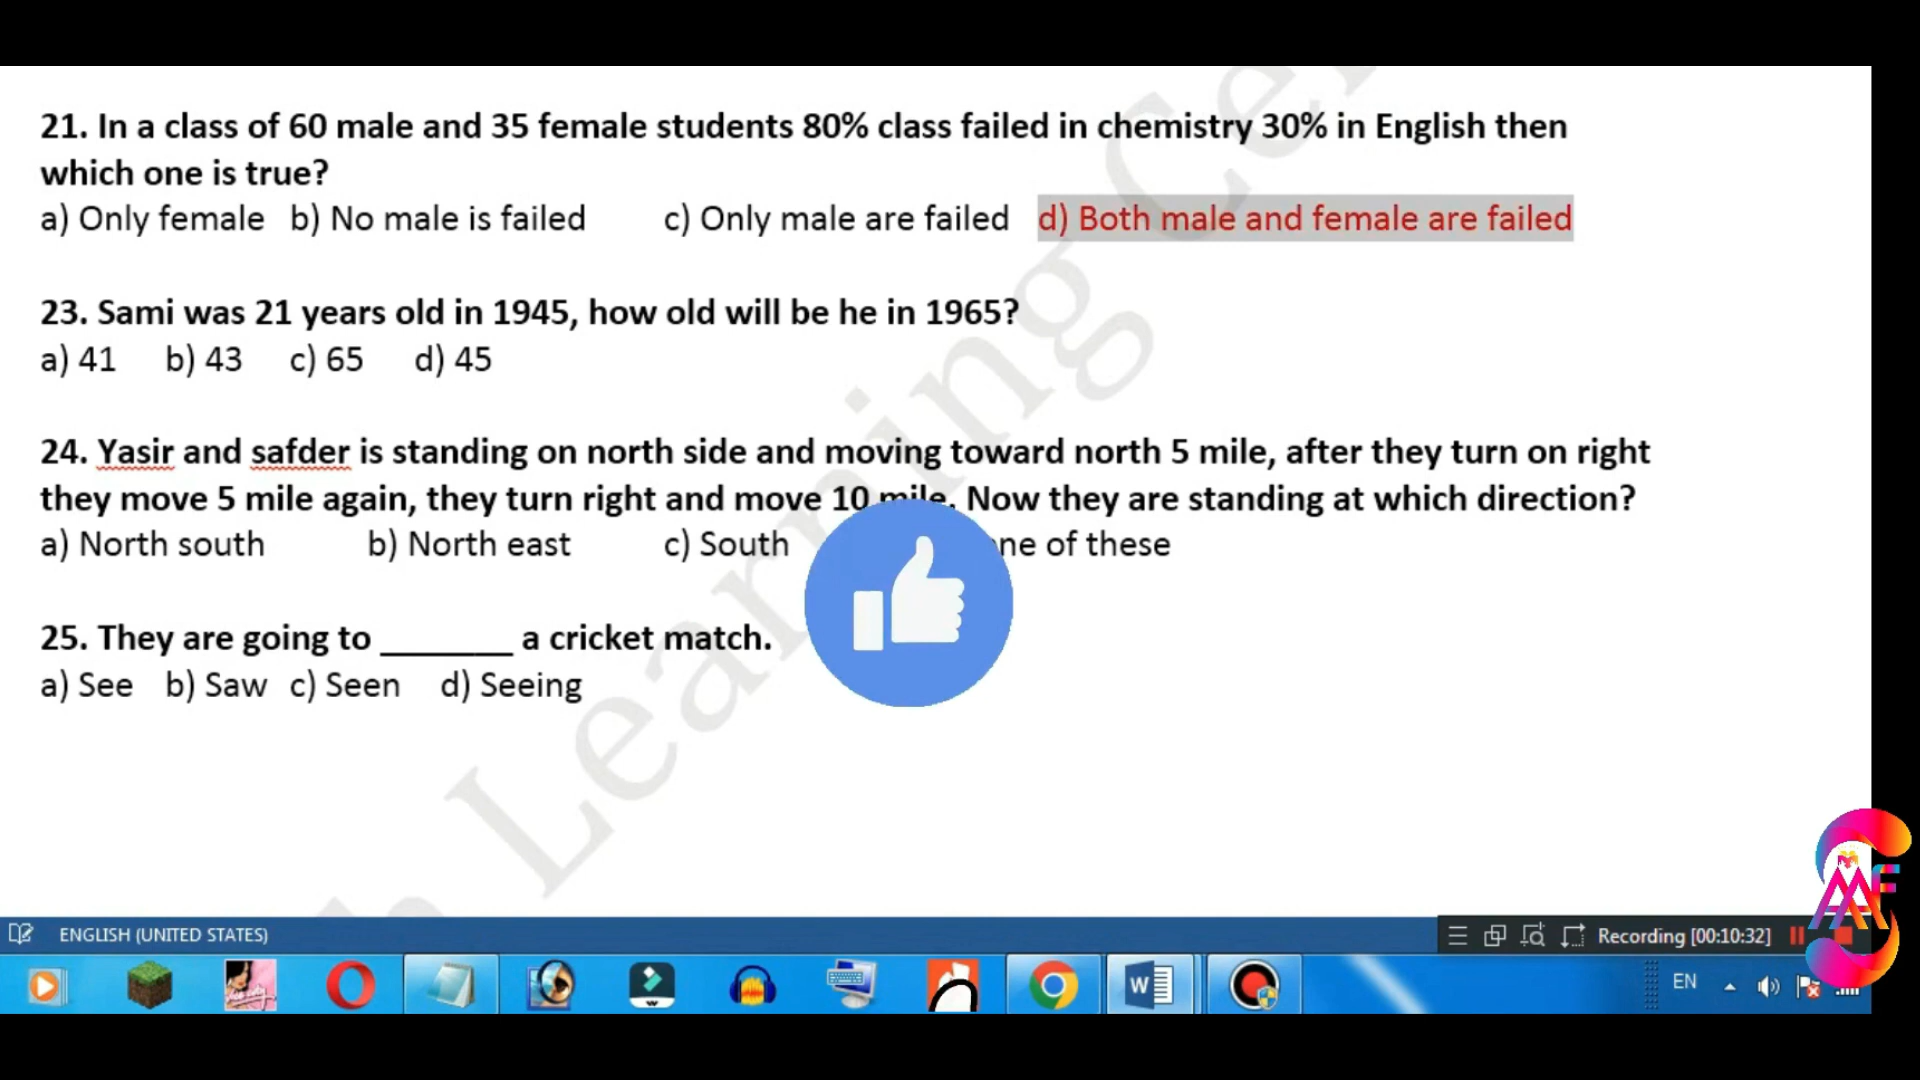 21. In a class of 60 male and 35 female students 80% class failed in chemistry 30% in English then
which one is true?
a) Only female b) No male is failed c) Only male are failed d) Both male and female are failed
23. Sami was 21 years old in 1945, how old will be he in 1965?
a) 41 b) 43 c) 65 d) 45
24. Yasir and safder is standing on north side and moving toward north 5 mile, after they turn on right
they move 5 mile again, they turn right and move 10 mile. Now they are standing at which direction?
a) North south b) North east c) South ne of these
25. They are going to _______ a cricket match.
a) See b) Saw c) Seen d) Seeing
Learning Ce
ENGLISH (UNITED STATES)
Recording [00:10:32]
EN